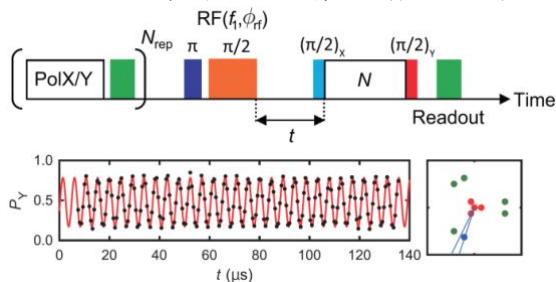 RF(f₁,ϕrf)
Nrep π π/2 (π/2)X (π/2)Y
PolX/Y N
Time
t Readout
1.0
PY 0.5
0.0
0 20 40 60 80 100 120 140
t (μs)